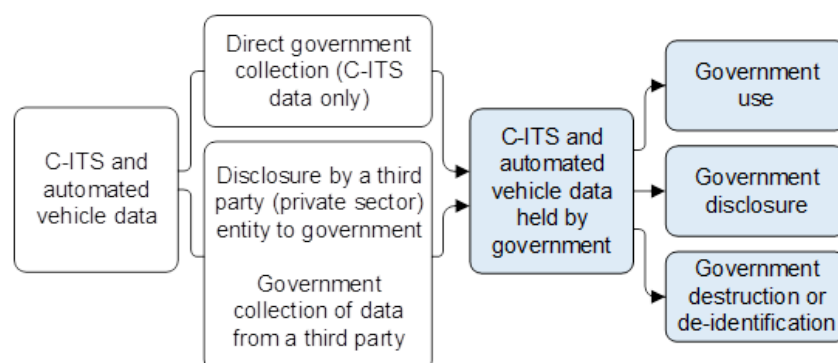 C-ITS and
automated
vehicle data
Direct government
collection (C-ITS
data only)
Disclosure by a third
party (private sector)
entity to government
Government
collection of data
from a third party
C-ITS and
automated
vehicle data
held by
government
Government
use
Government
disclosure
Government
destruction or
de-identification